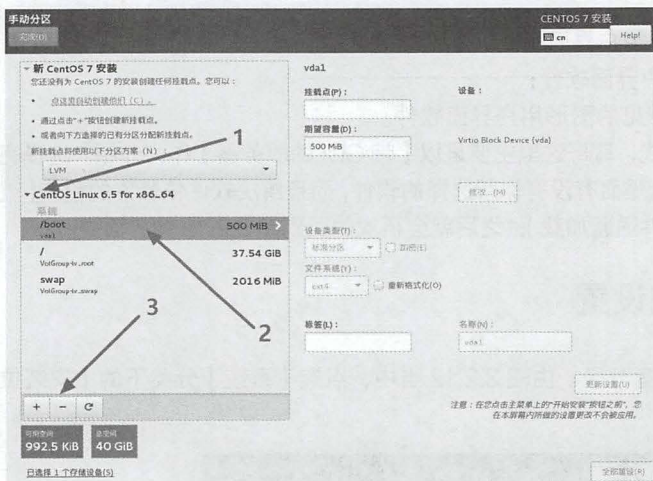 手动分区
完成(D)
CENTOS 7 安装
cn
Help!
新 CentOS 7 安装
您还没有为 CentOS 7 的安装创建任何挂载点。您可以：
点这里自动创建他们(C)。
通过点击"+"按钮创建新挂载点。
或者向下方选择的已有分区分配新挂载点。
新挂载点将使用以下分区方案（N）：
LVM
CentOS Linux 6.5 for x86_64
系统
/boot
vda1
500 MiB
/
VolGroup-lv_root
37.54 GiB
swap
VolGroup-lv_swap
2016 MiB
1
2
3
+ − C
可用空间
992.5 KiB
总空间
40 GiB
已选择 1 个存储设备(S)
vda1
挂载点(P)：
设备：
期望容量(D)：
500 MiB
Virtio Block Device (vda)
修改...(M)
设备类型(T)：
标准分区
加密(E)
文件系统(Y)：
ext4
重新格式化(O)
标签(L)：
名称(N)：
vda1
更新设置(U)
注意：在您点击主菜单上的"开始安装"按钮之前，您
在本屏幕内所做的设置更改不会被应用。
全部重设(R)